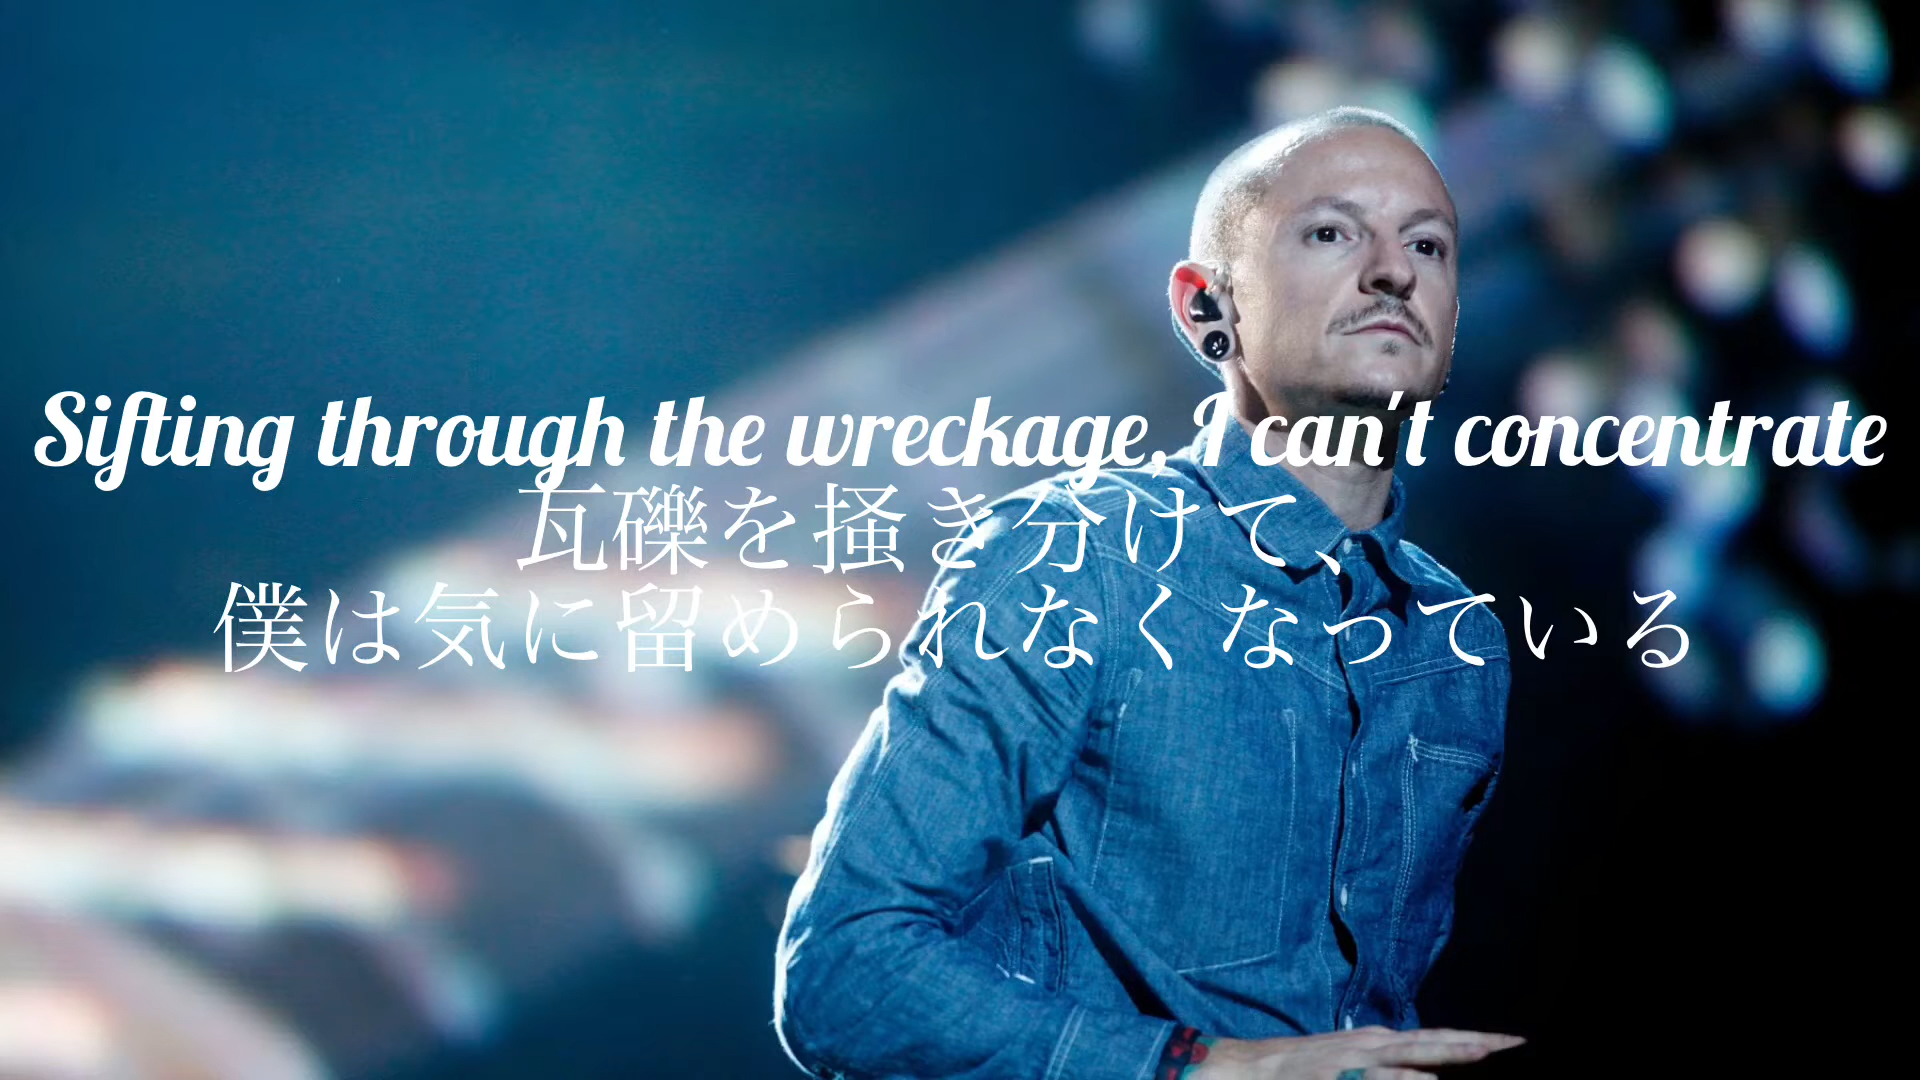 Sifting through the wreckage, I can't concentrate
瓦礫を掻き分けて、
僕は気に留められなくなっている